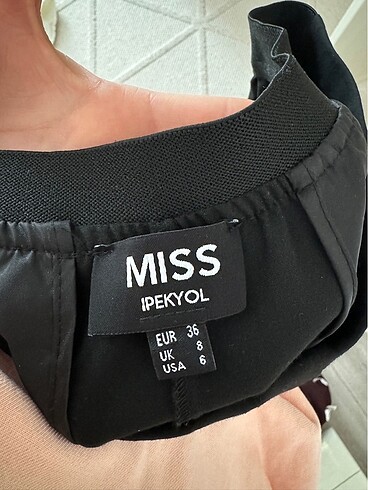 MISS
IPEKYOL
EUR 36
UK 8
USA 6